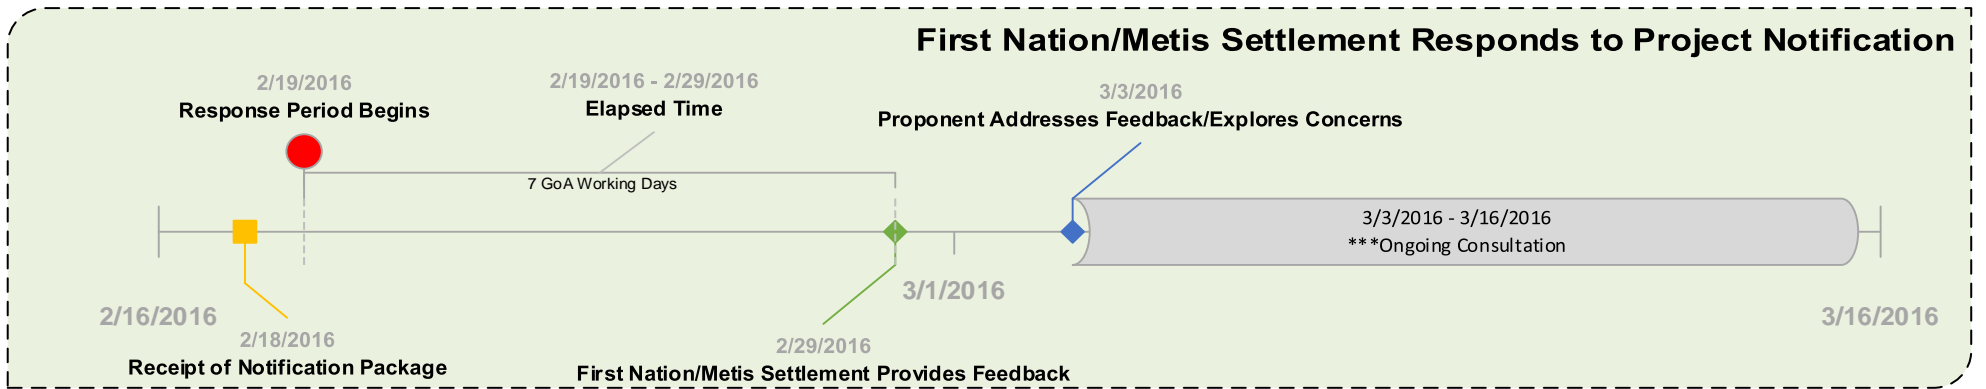 First Nation/Metis Settlement Responds to Project Notification
2/19/2016
Response Period Begins
2/19/2016 - 2/29/2016
Elapsed Time
3/3/2016
Proponent Addresses Feedback/Explores Concerns
7 GoA Working Days
3/3/2016 - 3/16/2016
***Ongoing Consultation
2/16/2016
3/1/2016
3/16/2016
2/18/2016
Receipt of Notification Package
2/29/2016
First Nation/Metis Settlement Provides Feedback